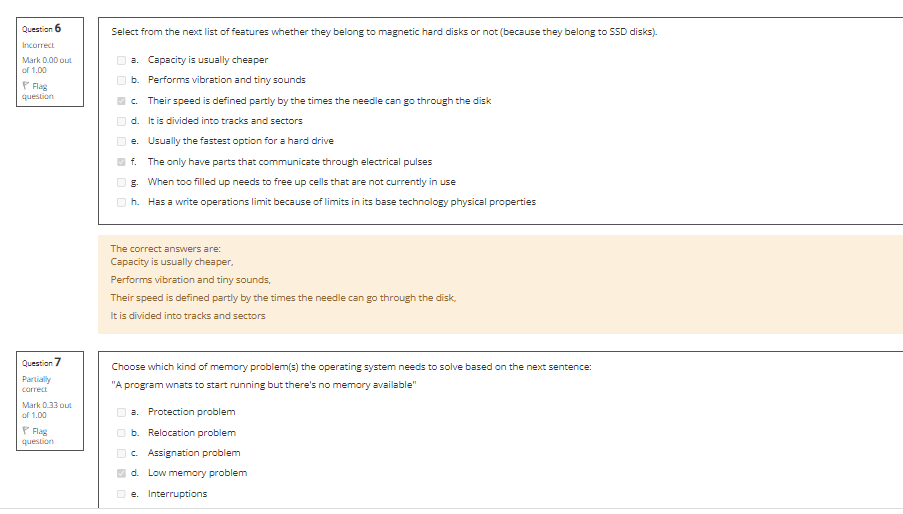 Question 6
Incorrect
Mark 0.00 out
of 1.00
Flag
question
Select from the next list of features whether they belong to magnetic hard disks or not (because they belong to SSD disks).
a. Capacity is usually cheaper
b. Performs vibration and tiny sounds
c. Their speed is defined partly by the times the needle can go through the disk
d. It is divided into tracks and sectors
e. Usually the fastest option for a hard drive
f. The only have parts that communicate through electrical pulses
g. When too filled up needs to free up cells that are not currently in use
h. Has a write operations limit because of limits in its base technology physical properties
The correct answers are:
Capacity is usually cheaper,
Performs vibration and tiny sounds,
Their speed is defined partly by the times the needle can go through the disk,
It is divided into tracks and sectors
Question 7
Partially
correct
Mark 0.33 out
of 1.00
Flag
question
Choose which kind of memory problem(s) the operating system needs to solve based on the next sentence:
"A program wnats to start running but there's no memory available"
a. Protection problem
b. Relocation problem
c. Assignation problem
d. Low memory problem
e. Interruptions